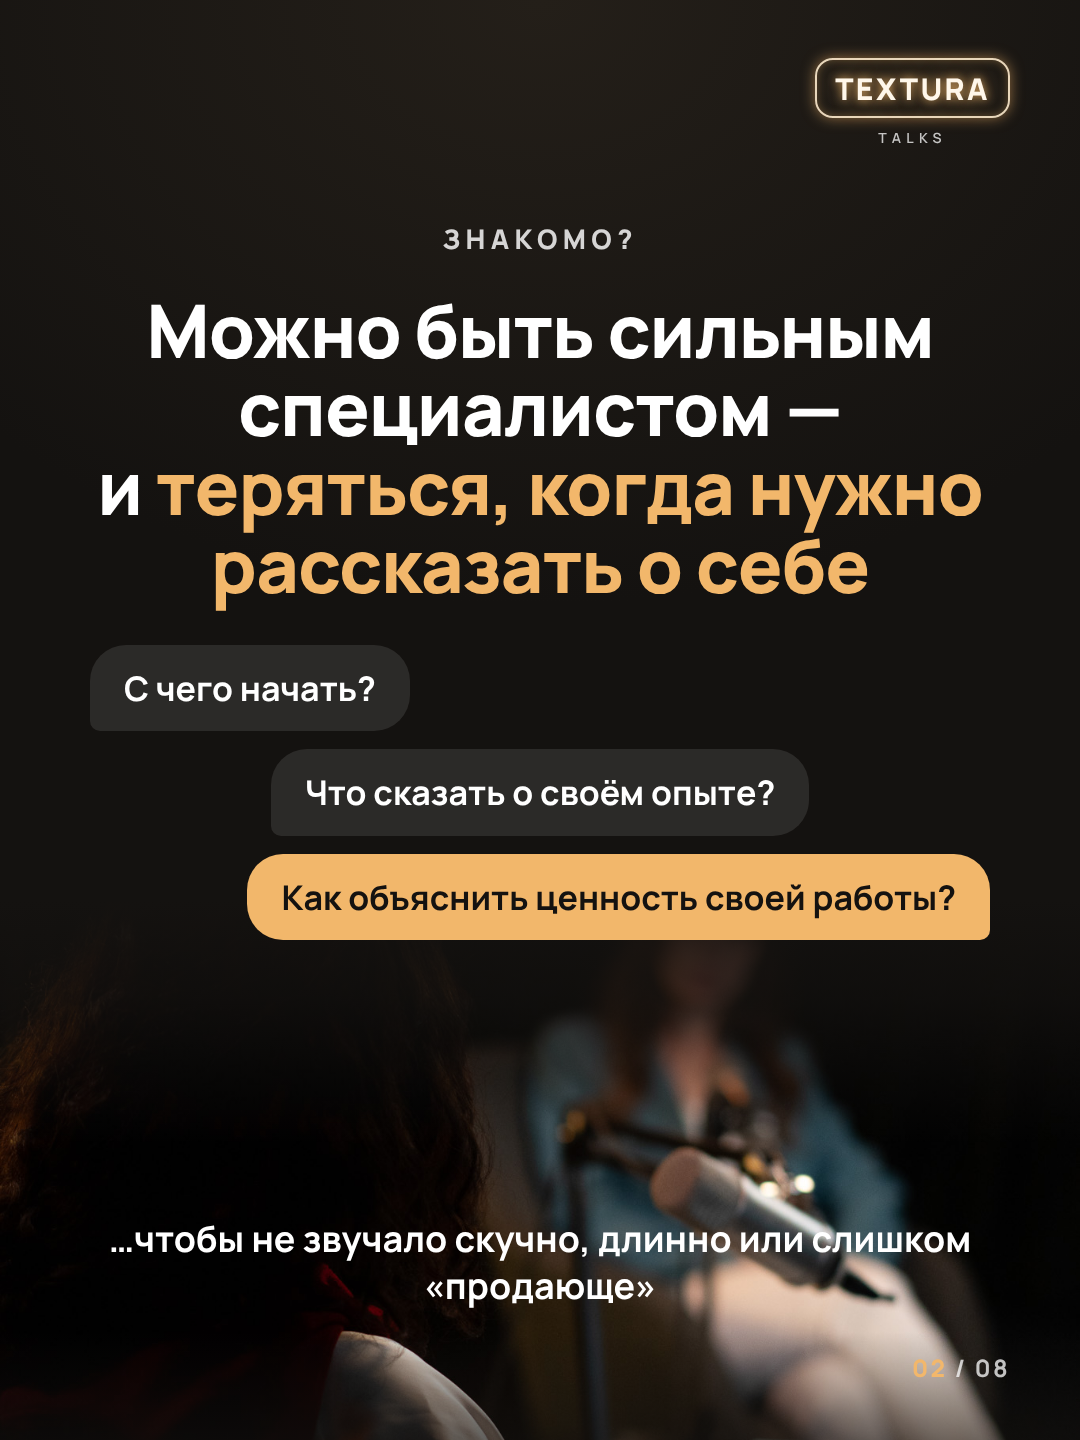 TEXTURA
TALKS
ЗНАКОМО?
Можно быть сильным
специалистом —
и теряться, когда нужно
рассказать о себе
С чего начать?
Что сказать о своём опыте?
Как объяснить ценность своей работы?
...чтобы не звучало скучно, длинно или слишком
«продающе»
02 / 08